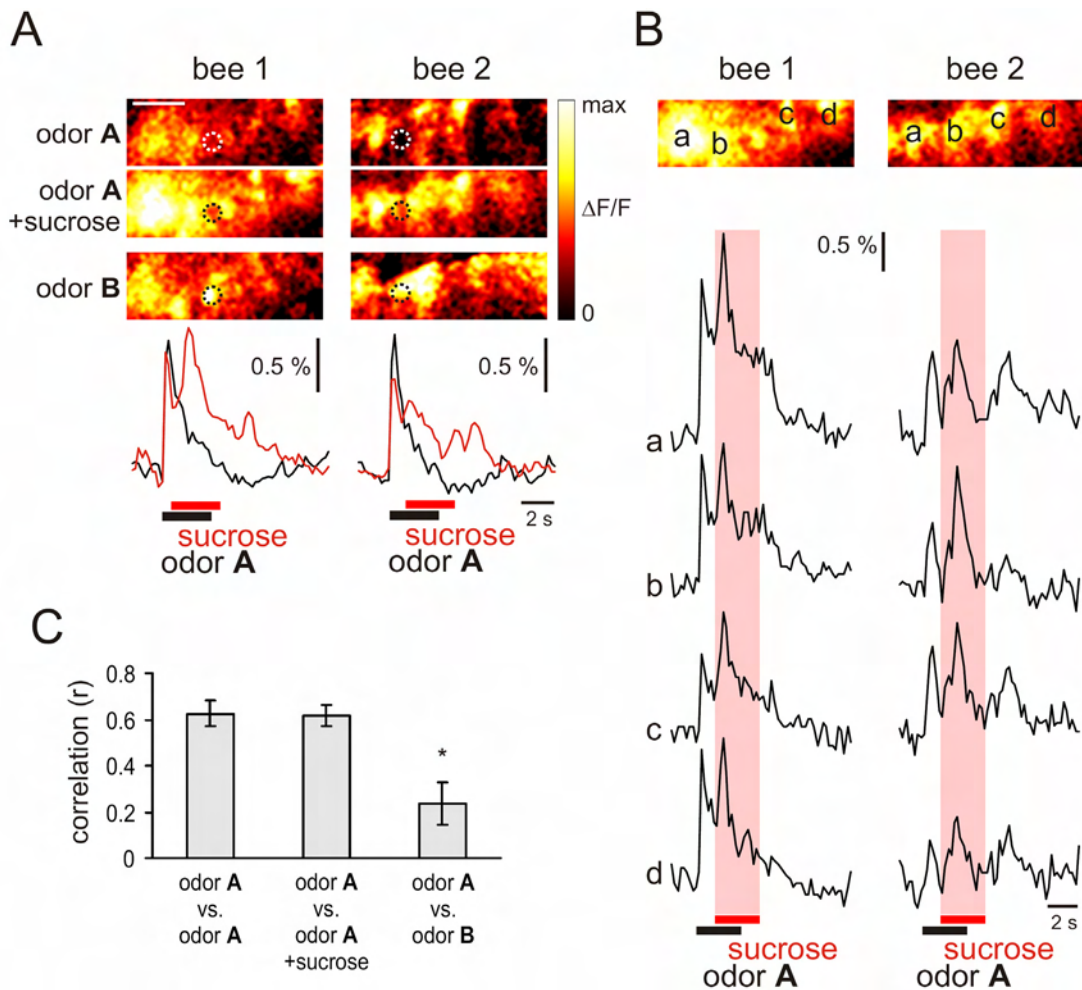 A
bee 1
bee 2
odor A
odor A
+sucrose
odor B
max
ΔF/F
0
0.5 %
0.5 %
2 s
sucrose
sucrose
odor A
odor A
B
bee 1
bee 2
a
b
c
d
a
b
c
d
0.5 %
a
b
c
d
2 s
sucrose
sucrose
odor A
odor A
C
correlation (r)
0.8
0.6
0.4
0.2
0
*
odor A
vs.
odor A
odor A
vs.
odor A
+sucrose
odor A
vs.
odor B